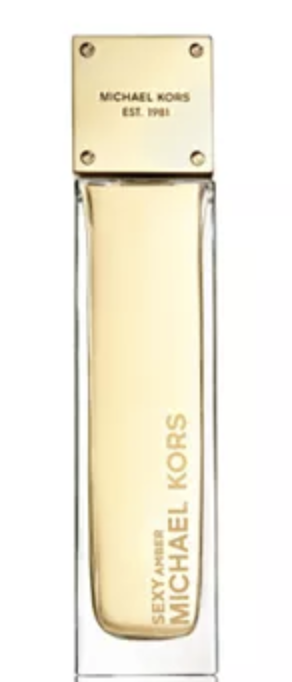 MICHAEL KORS
EST. 1981
SEXY AMBER
MICHAEL KORS